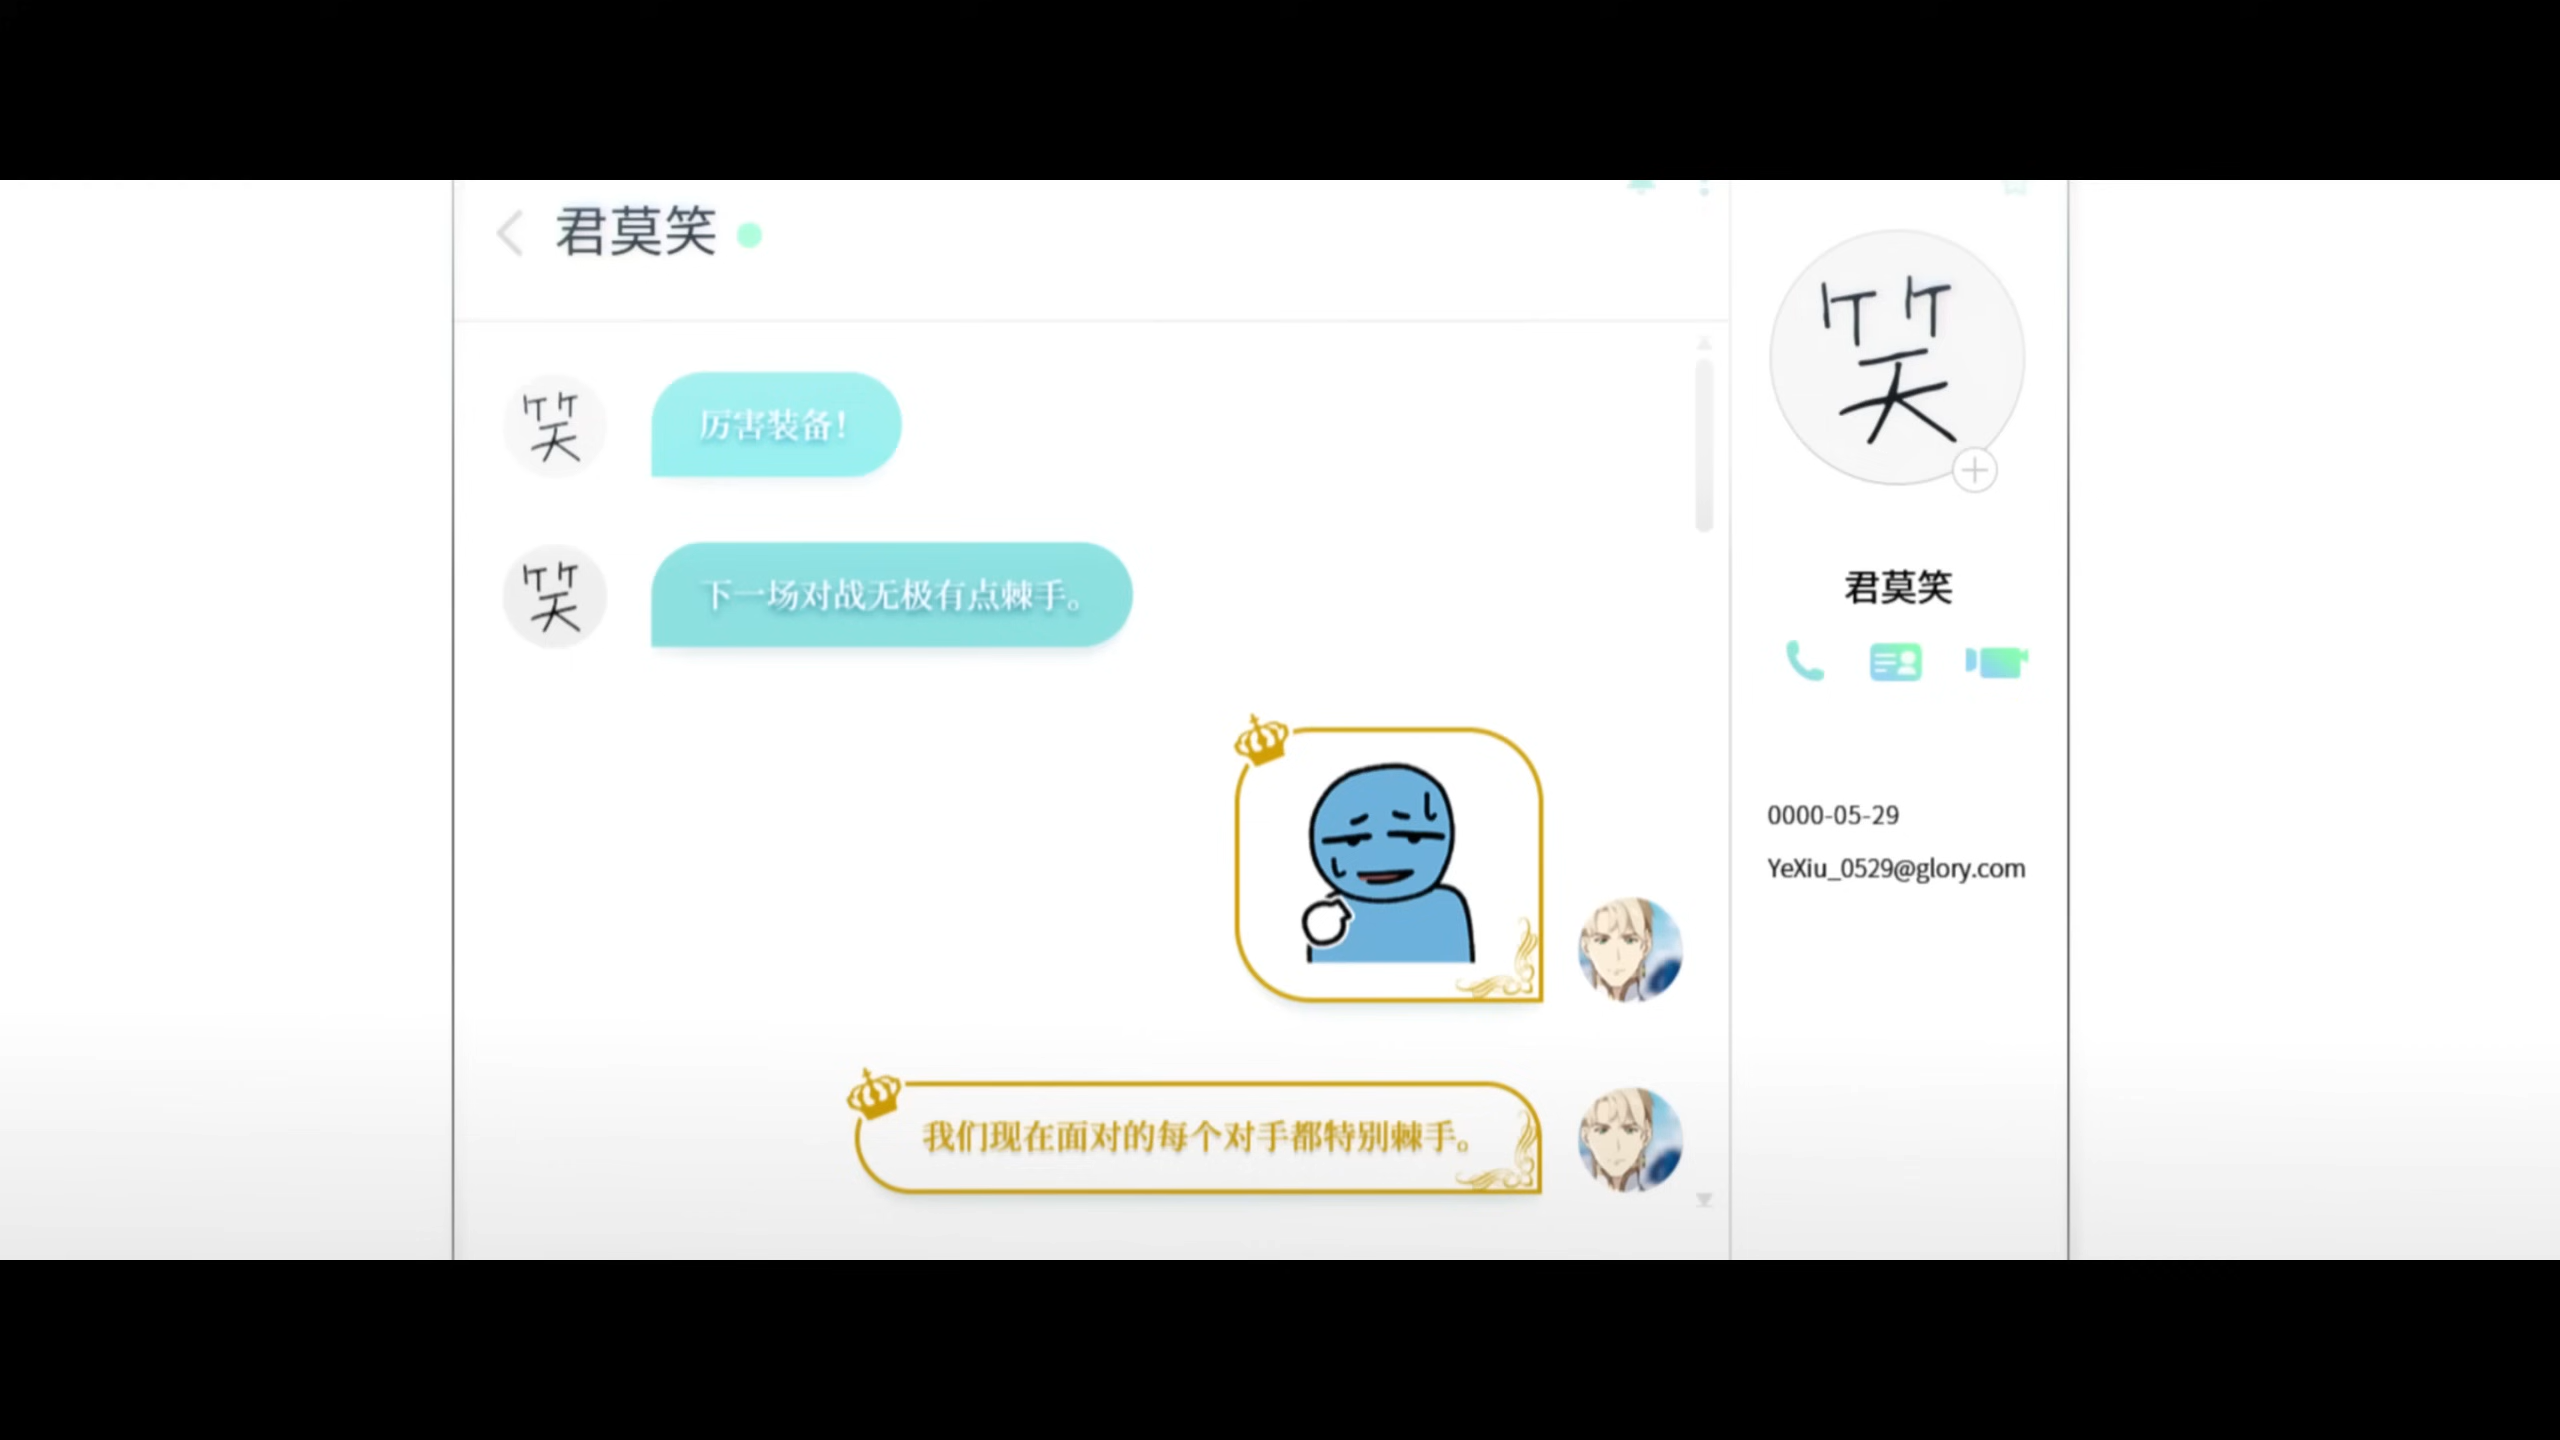 君莫笑
笑
厉害装备！
笑
下一场对战无极有点棘手。
我们现在面对的每个对手都特别棘手。
笑
君莫笑
0000-05-29
YeXiu_0529@glory.com